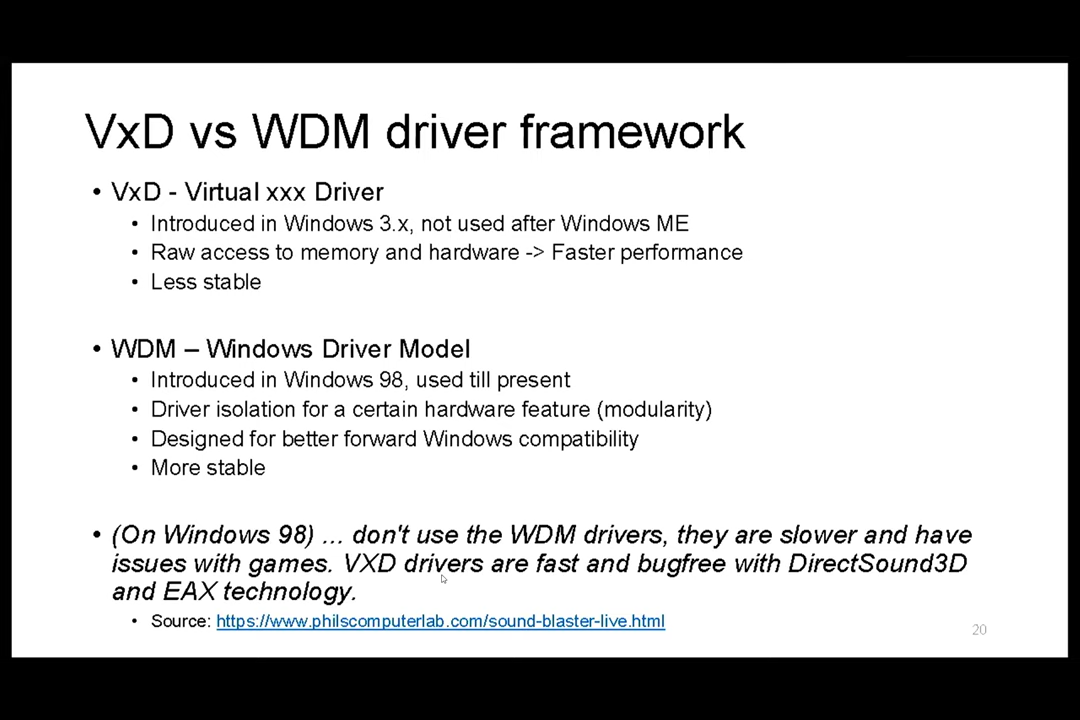 VxD vs WDM driver framework
• VxD - Virtual xxx Driver
• Introduced in Windows 3.x, not used after Windows ME
• Raw access to memory and hardware -> Faster performance
• Less stable
• WDM – Windows Driver Model
• Introduced in Windows 98, used till present
• Driver isolation for a certain hardware feature (modularity)
• Designed for better forward Windows compatibility
• More stable
• (On Windows 98) ... don't use the WDM drivers, they are slower and have
issues with games. VXD drivers are fast and bugfree with DirectSound3D
and EAX technology.
• Source: https://www.philscomputerlab.com/sound-blaster-live.html
20